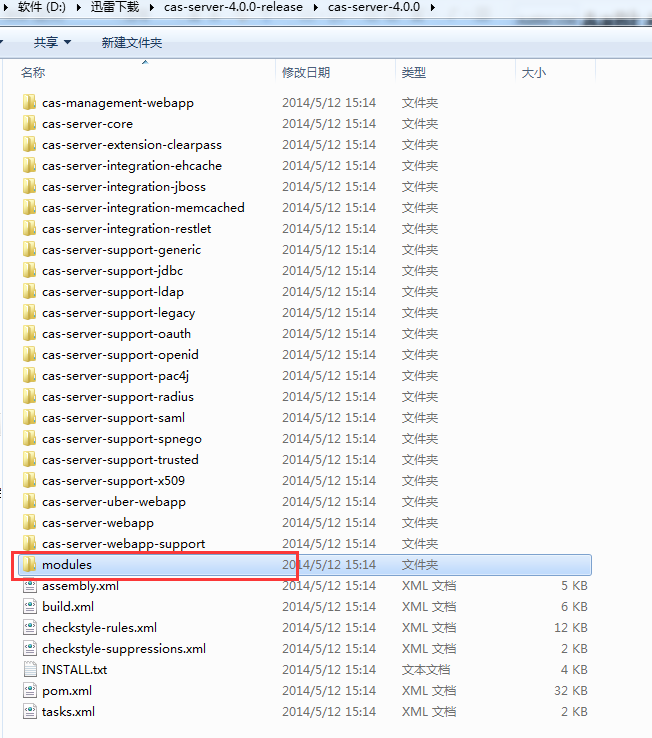 软件 (D:) 迅雷下载 cas-server-4.0.0-release cas-server-4.0.0
共享 新建文件夹
名称 修改日期 类型 大小
cas-management-webapp 2014/5/12 15:14 文件夹
cas-server-core 2014/5/12 15:14 文件夹
cas-server-extension-clearpass 2014/5/12 15:14 文件夹
cas-server-integration-ehcache 2014/5/12 15:14 文件夹
cas-server-integration-jboss 2014/5/12 15:14 文件夹
cas-server-integration-memcached 2014/5/12 15:14 文件夹
cas-server-integration-restlet 2014/5/12 15:14 文件夹
cas-server-support-generic 2014/5/12 15:14 文件夹
cas-server-support-jdbc 2014/5/12 15:14 文件夹
cas-server-support-ldap 2014/5/12 15:14 文件夹
cas-server-support-legacy 2014/5/12 15:14 文件夹
cas-server-support-oauth 2014/5/12 15:14 文件夹
cas-server-support-openid 2014/5/12 15:14 文件夹
cas-server-support-pac4j 2014/5/12 15:14 文件夹
cas-server-support-radius 2014/5/12 15:14 文件夹
cas-server-support-saml 2014/5/12 15:14 文件夹
cas-server-support-spnego 2014/5/12 15:14 文件夹
cas-server-support-trusted 2014/5/12 15:14 文件夹
cas-server-support-x509 2014/5/12 15:14 文件夹
cas-server-uber-webapp 2014/5/12 15:14 文件夹
cas-server-webapp 2014/5/12 15:14 文件夹
cas-server-webapp-support 2014/5/12 15:14 文件夹
modules 2014/5/12 15:14 文件夹
assembly.xml 2014/5/12 15:14 XML 文档 5 KB
build.xml 2014/5/12 15:14 XML 文档 6 KB
checkstyle-rules.xml 2014/5/12 15:14 XML 文档 12 KB
checkstyle-suppressions.xml 2014/5/12 15:14 XML 文档 2 KB
INSTALL.txt 2014/5/12 15:14 文本文档 4 KB
pom.xml 2014/5/12 15:14 XML 文档 32 KB
tasks.xml 2014/5/12 15:14 XML 文档 2 KB